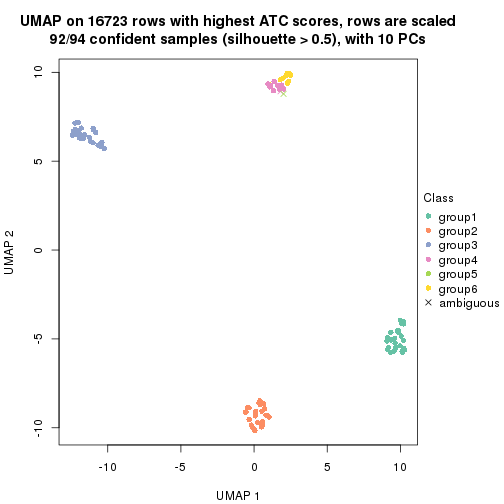 UMAP on 16723 rows with highest ATC scores, rows are scaled
92/94 confident samples (silhouette > 0.5), with 10 PCs
10
5
0
-5
-10
UMAP 2
-10
-5
0
5
10
UMAP 1
Class
group1
group2
group3
group4
group5
group6
ambiguous